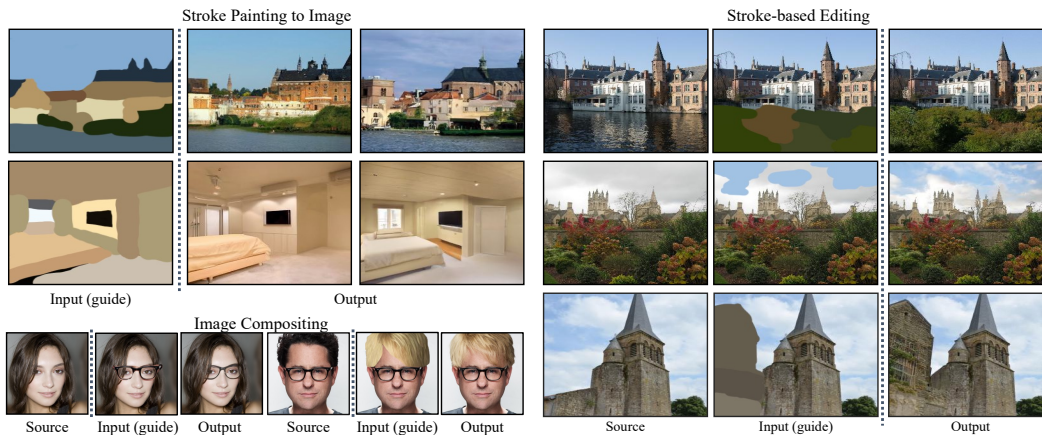 Stroke Painting to Image
Input (guide)
Output
Image Compositing
Source
Input (guide)
Output
Source
Input (guide)
Output
Stroke-based Editing
Source
Input (guide)
Output